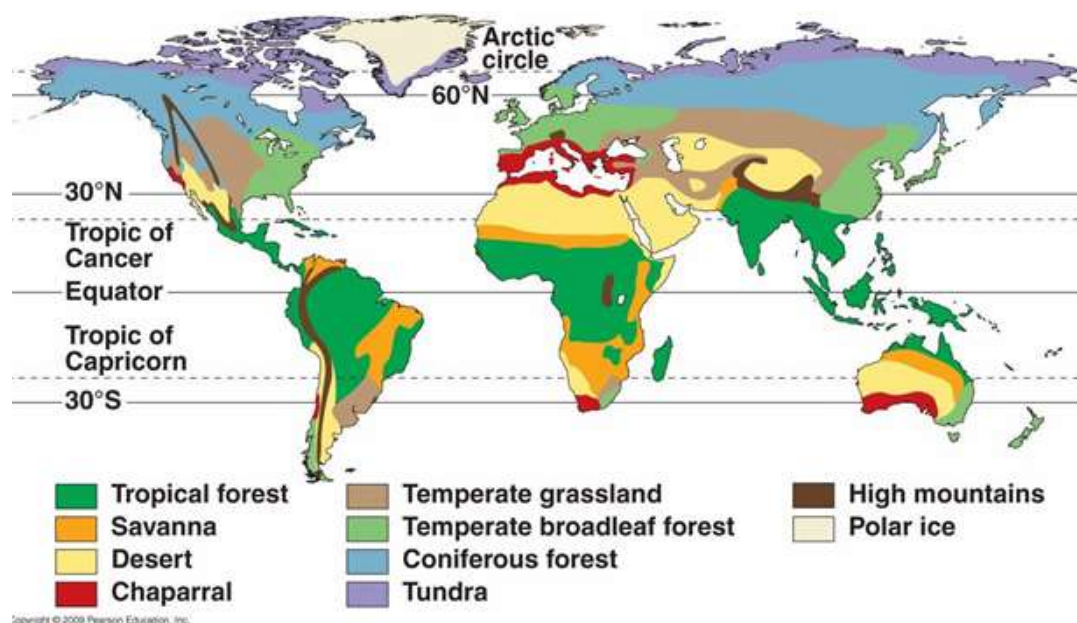 Arctic
circle
60°N
30°N
Tropic of
Cancer
Equator
Tropic of
Capricorn
30°S
Tropical forest
Savanna
Desert
Chaparral
Temperate grassland
Temperate broadleaf forest
Coniferous forest
Tundra
High mountains
Polar ice
Copyright © 2009 Pearson Education, Inc.